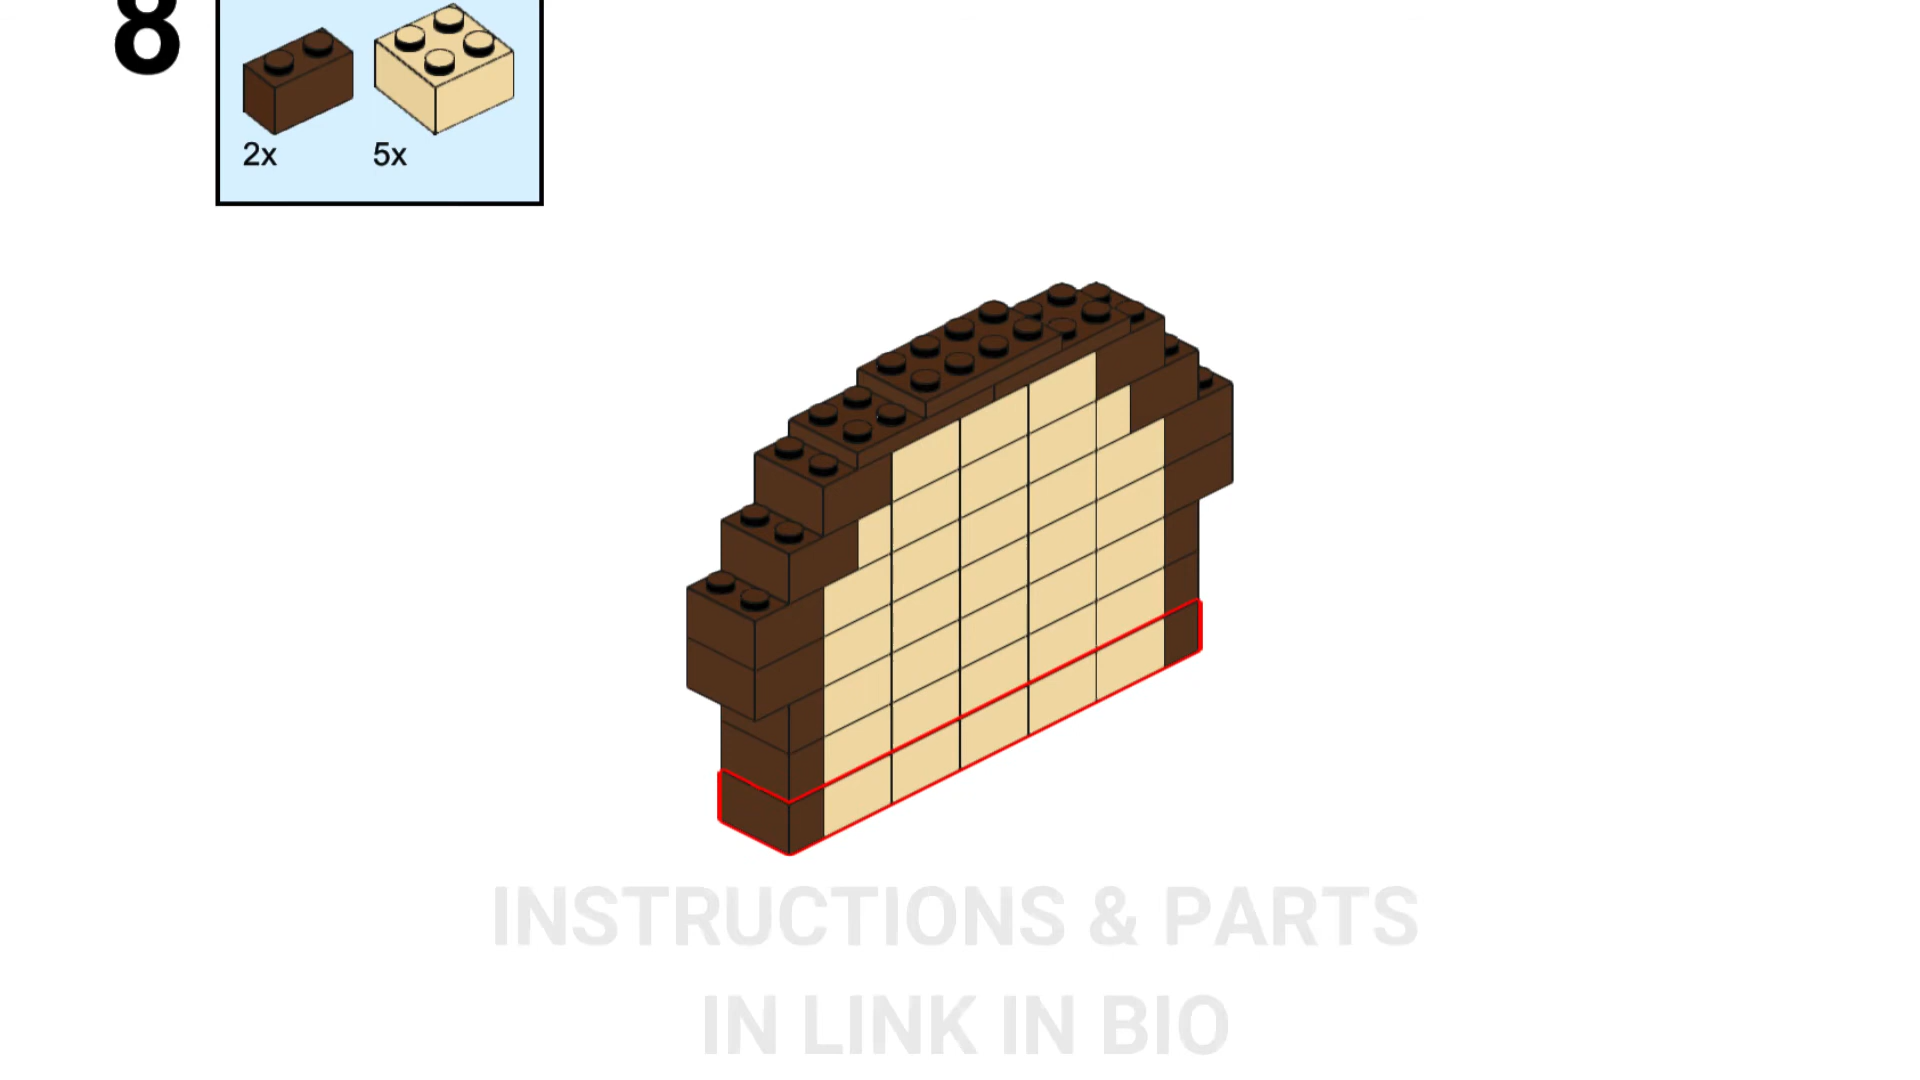 8
2x 5x
INSTRUCTIONS & PARTS
IN LINK IN BIO